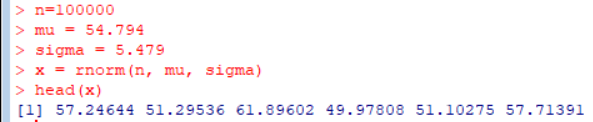 > n=100000
> mu = 54.794
> sigma = 5.479
> x = rnorm(n, mu, sigma)
> head(x)
[1] 57.24644 51.29536 61.89602 49.97808 51.10275 57.71391